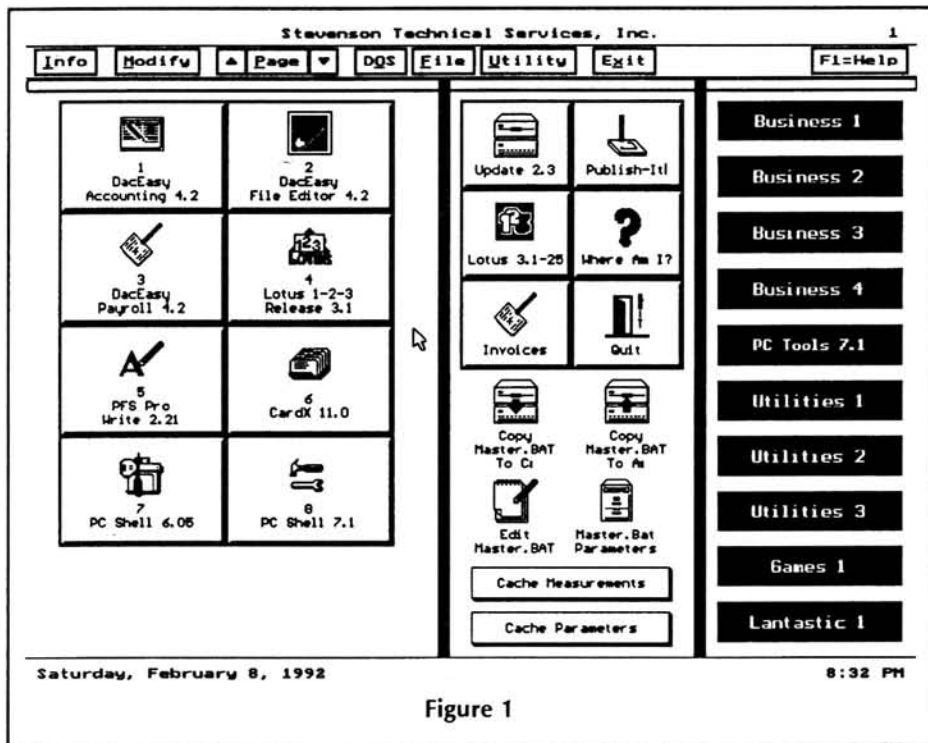 Stevenson Technical Services, Inc. 1
Info Modify ▲ Page ▼ DOS File Utility Exit F1=Help
1
DacEasy
Accounting 4.2
2
DacEasy
File Editor 4.2
3
DacEasy
Payroll 4.2
123
LOTUS
4
Lotus 1-2-3
Release 3.1
5
PFS Pro
Write 2.21
6
CardX 11.0
7
PC Shell 6.05
8
PC Shell 7.1
Update 2.3
Publish-It!
Lotus 3.1-25
Where Am I?
Invoices
Quit
Copy
Master.BAT
To C:
Copy
Master.BAT
To A:
Edit
Master.BAT
Master.Bat
Parameters
Cache Measurements
Cache Parameters
Business 1
Business 2
Business 3
Business 4
PC Tools 7.1
Utilities 1
Utilities 2
Utilities 3
Games 1
Lantastic 1
Saturday, February 8, 1992 8:32 PM
Figure 1